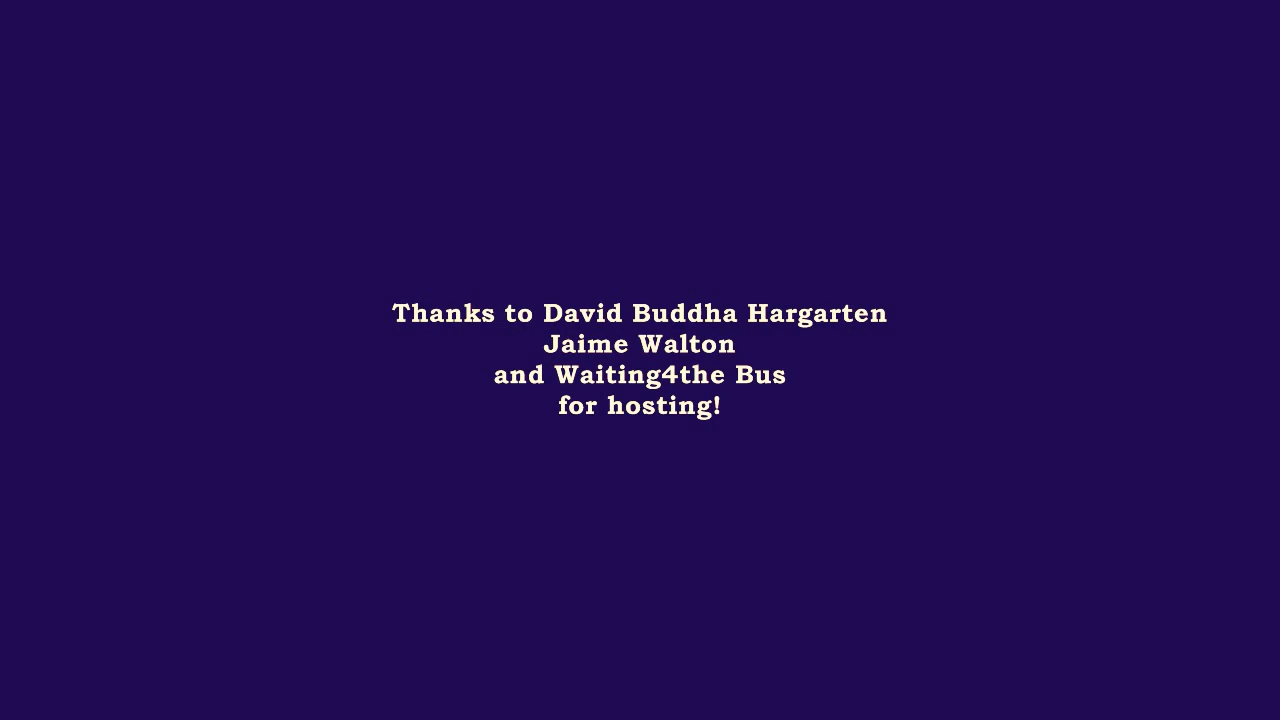 Thanks to David Buddha Hargarten
Jaime Walton
and Waiting4the Bus
for hosting!